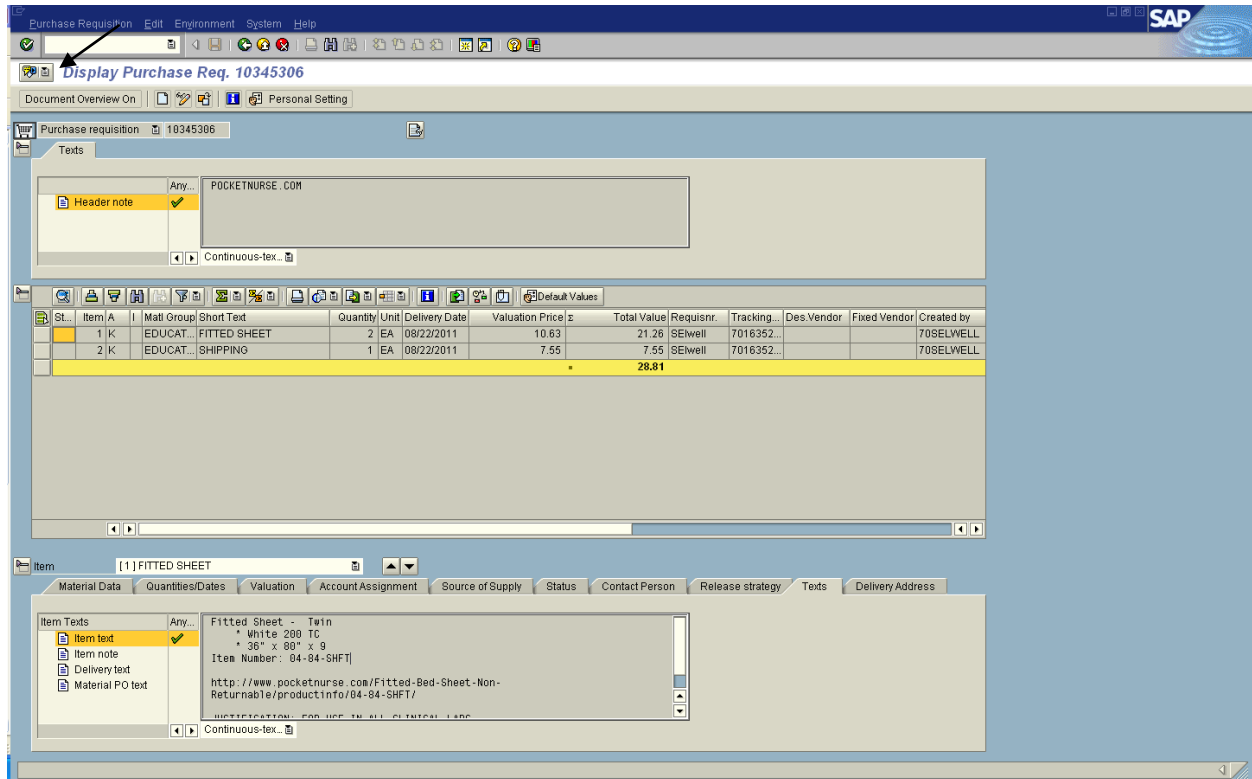 Purchase Requisition Edit Environment System Help
SAP
Display Purchase Req. 10345306
Document Overview On Personal Setting
Purchase requisition 10345306
Texts
Any... POCKETNURSE.COM
Header note
Continuous-tex...
Default Values
St... Item A I Matl Group Short Text Quantity Unit Delivery Date Valuation Price Σ Total Value Requisnr. Tracking... Des.Vendor Fixed Vendor Created by
1 K EDUCAT... FITTED SHEET 2 EA 08/22/2011 10.63 21.26 SElwell 7016352... 70SELWELL
2 K EDUCAT... SHIPPING 1 EA 08/22/2011 7.55 7.55 SElwell 7016352... 70SELWELL
28.81
Item [ 1 ] FITTED SHEET
Material Data Quantities/Dates Valuation Account Assignment Source of Supply Status Contact Person Release strategy Texts Delivery Address
Item Texts Any... Fitted Sheet - Twin
Item text * White 200 TC
Item note * 36" x 80" x 9
Item Number: 04-84-SHFT
Delivery text
Material PO text http://www.pocketnurse.com/Fitted-Bed-Sheet-Non-
Returnable/productinfo/04-84-SHFT/
JUSTIFICATION: FOR USE IN ALL CLINICAL LABS
Continuous-tex...